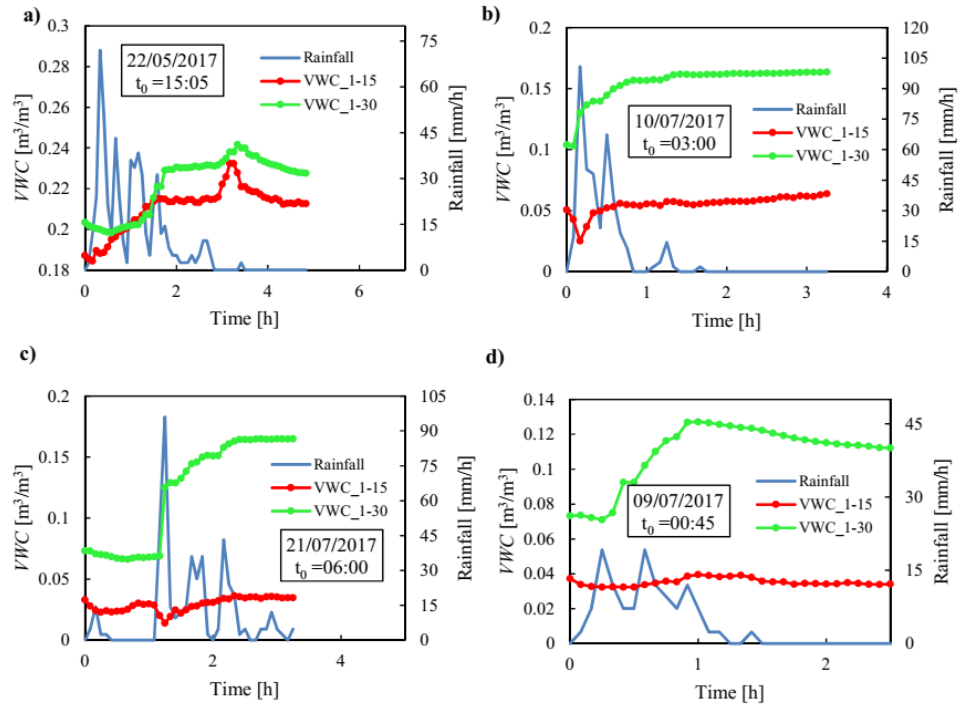 a)
0.3
0.27
0.24
0.21
0.18
VWC [m³/m³]
22/05/2017
t₀ =15:05
Rainfall
VWC_1-15
VWC_1-30
75
60
45
30
15
0
Rainfall [mm/h]
0 2 4 6
Time [h]
b)
0.2
0.15
0.1
0.05
0
VWC [m³/m³]
10/07/2017
t₀ =03:00
Rainfall
VWC_1-15
VWC_1-30
120
105
90
75
60
45
30
15
0
Rainfall [mm/h]
0 1 2 3 4
Time [h]
c)
0.2
0.15
0.1
0.05
0
VWC [m³/m³]
Rainfall
VWC_1-15
VWC_1-30
21/07/2017
t₀ =06:00
105
90
75
60
45
30
15
0
Rainfall [mm/h]
0 2 4
Time [h]
d)
0.14
0.12
0.1
0.08
0.06
0.04
0.02
0
VWC [m³/m³]
09/07/2017
t₀ =00:45
Rainfall
VWC_1-15
VWC_1-30
45
30
15
0
Rainfall [mm/h]
0 1 2
Time [h]